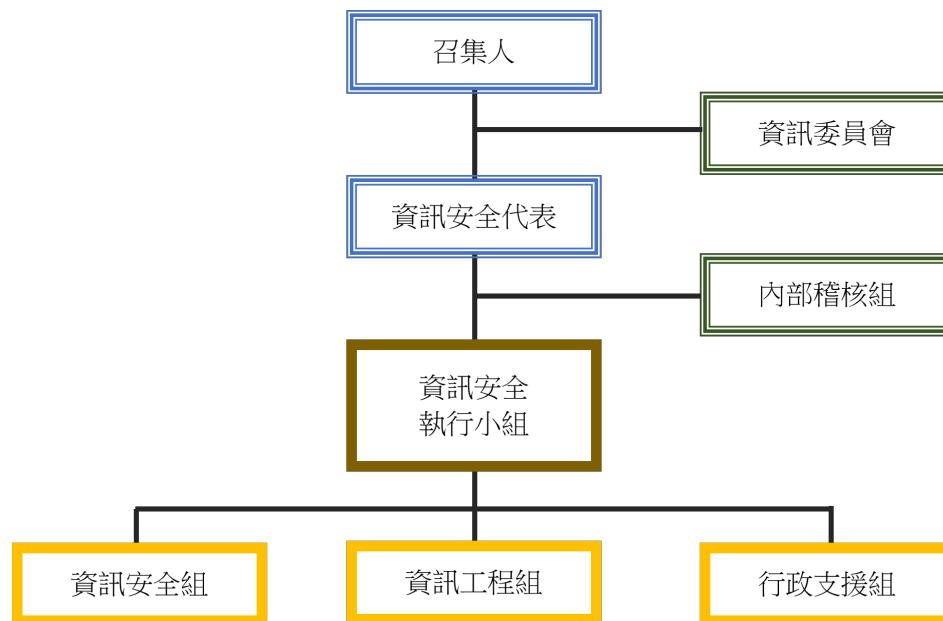 召集人
資訊委員會
資訊安全代表
內部稽核組
資訊安全
執行小組
資訊安全組
資訊工程組
行政支援組